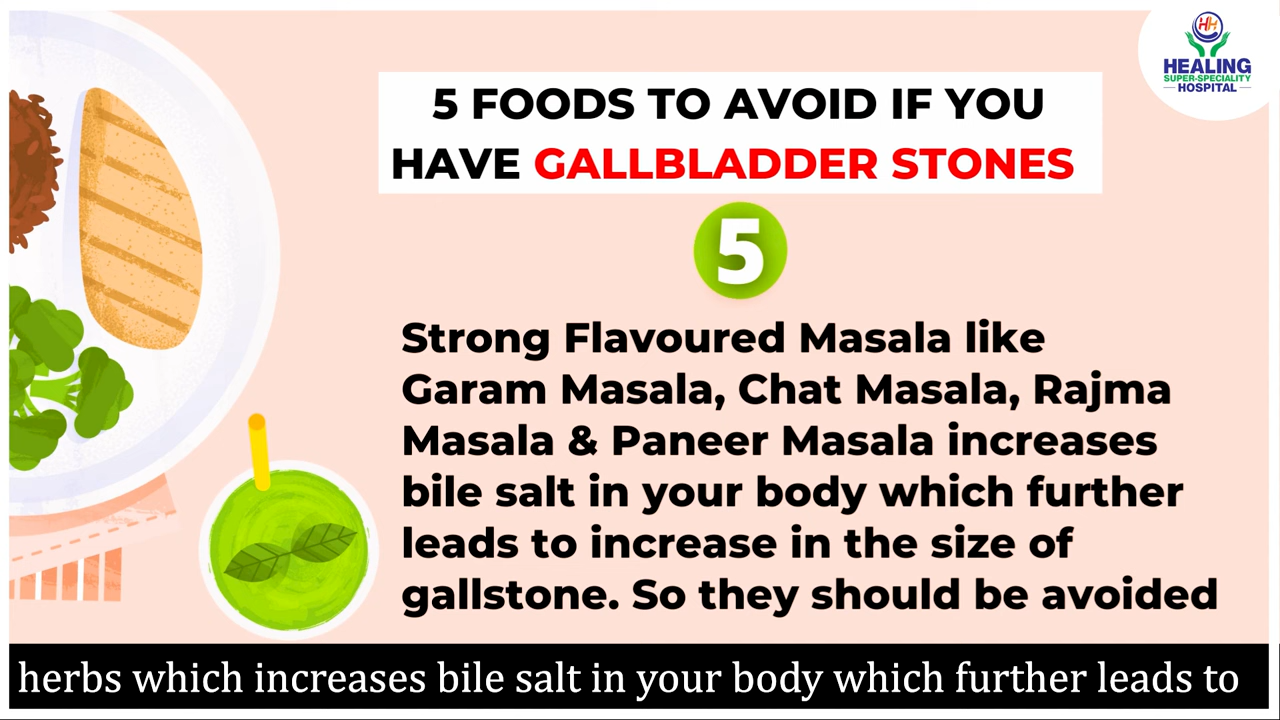 HH
HEALING
SUPER-SPECIALITY
HOSPITAL
5 FOODS TO AVOID IF YOU
HAVE GALLBLADDER STONES
5
Strong Flavoured Masala like
Garam Masala, Chat Masala, Rajma
Masala & Paneer Masala increases
bile salt in your body which further
leads to increase in the size of
gallstone. So they should be avoided
herbs which increases bile salt in your body which further leads to